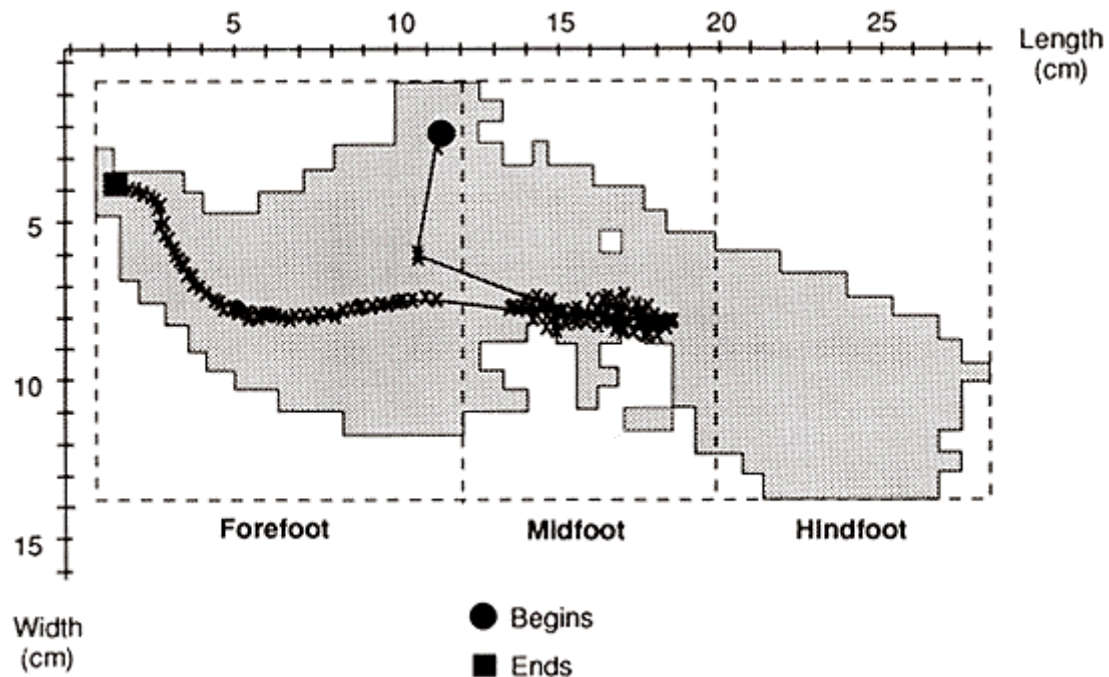 5 10 15 20 25
Length
(cm)
5
10
15
Forefoot Midfoot Hindfoot
Width
(cm)
Begins
Ends